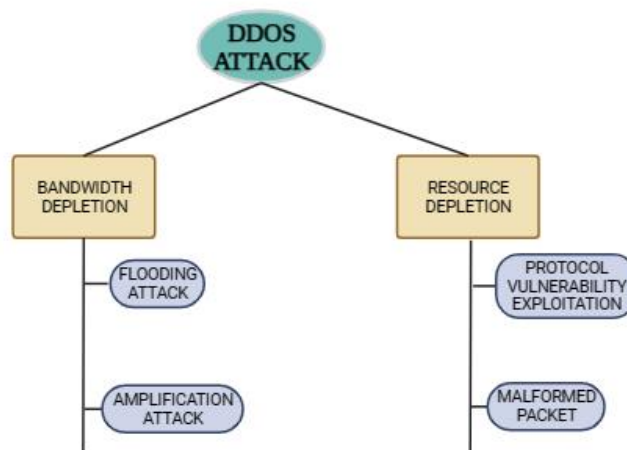 DDOS
ATTACK
BANDWIDTH
DEPLETION
RESOURCE
DEPLETION
FLOODING
ATTACK
PROTOCOL
VULNERABILITY
EXPLOITATION
AMPLIFICATION
ATTACK
MALFORMED
PACKET